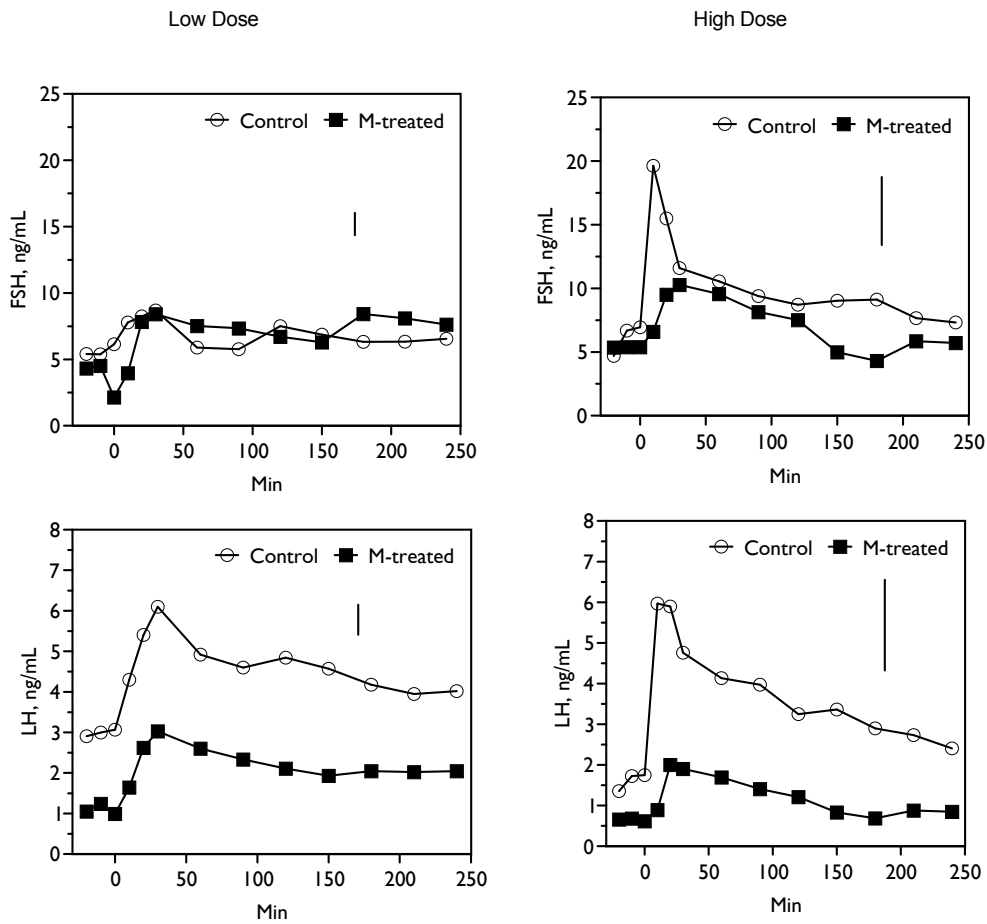 Low Dose
High Dose
25
20
15
10
5
0
FSH, ng/mL
Control M-treated
0 50 100 150 200 250
Min
25
20
15
10
5
0
FSH, ng/mL
Control M-treated
0 50 100 150 200 250
Min
8
7
6
5
4
3
2
1
0
LH, ng/mL
Control M-treated
0 50 100 150 200 250
Min
8
7
6
5
4
3
2
1
0
LH, ng/mL
Control M-treated
0 50 100 150 200 250
Min